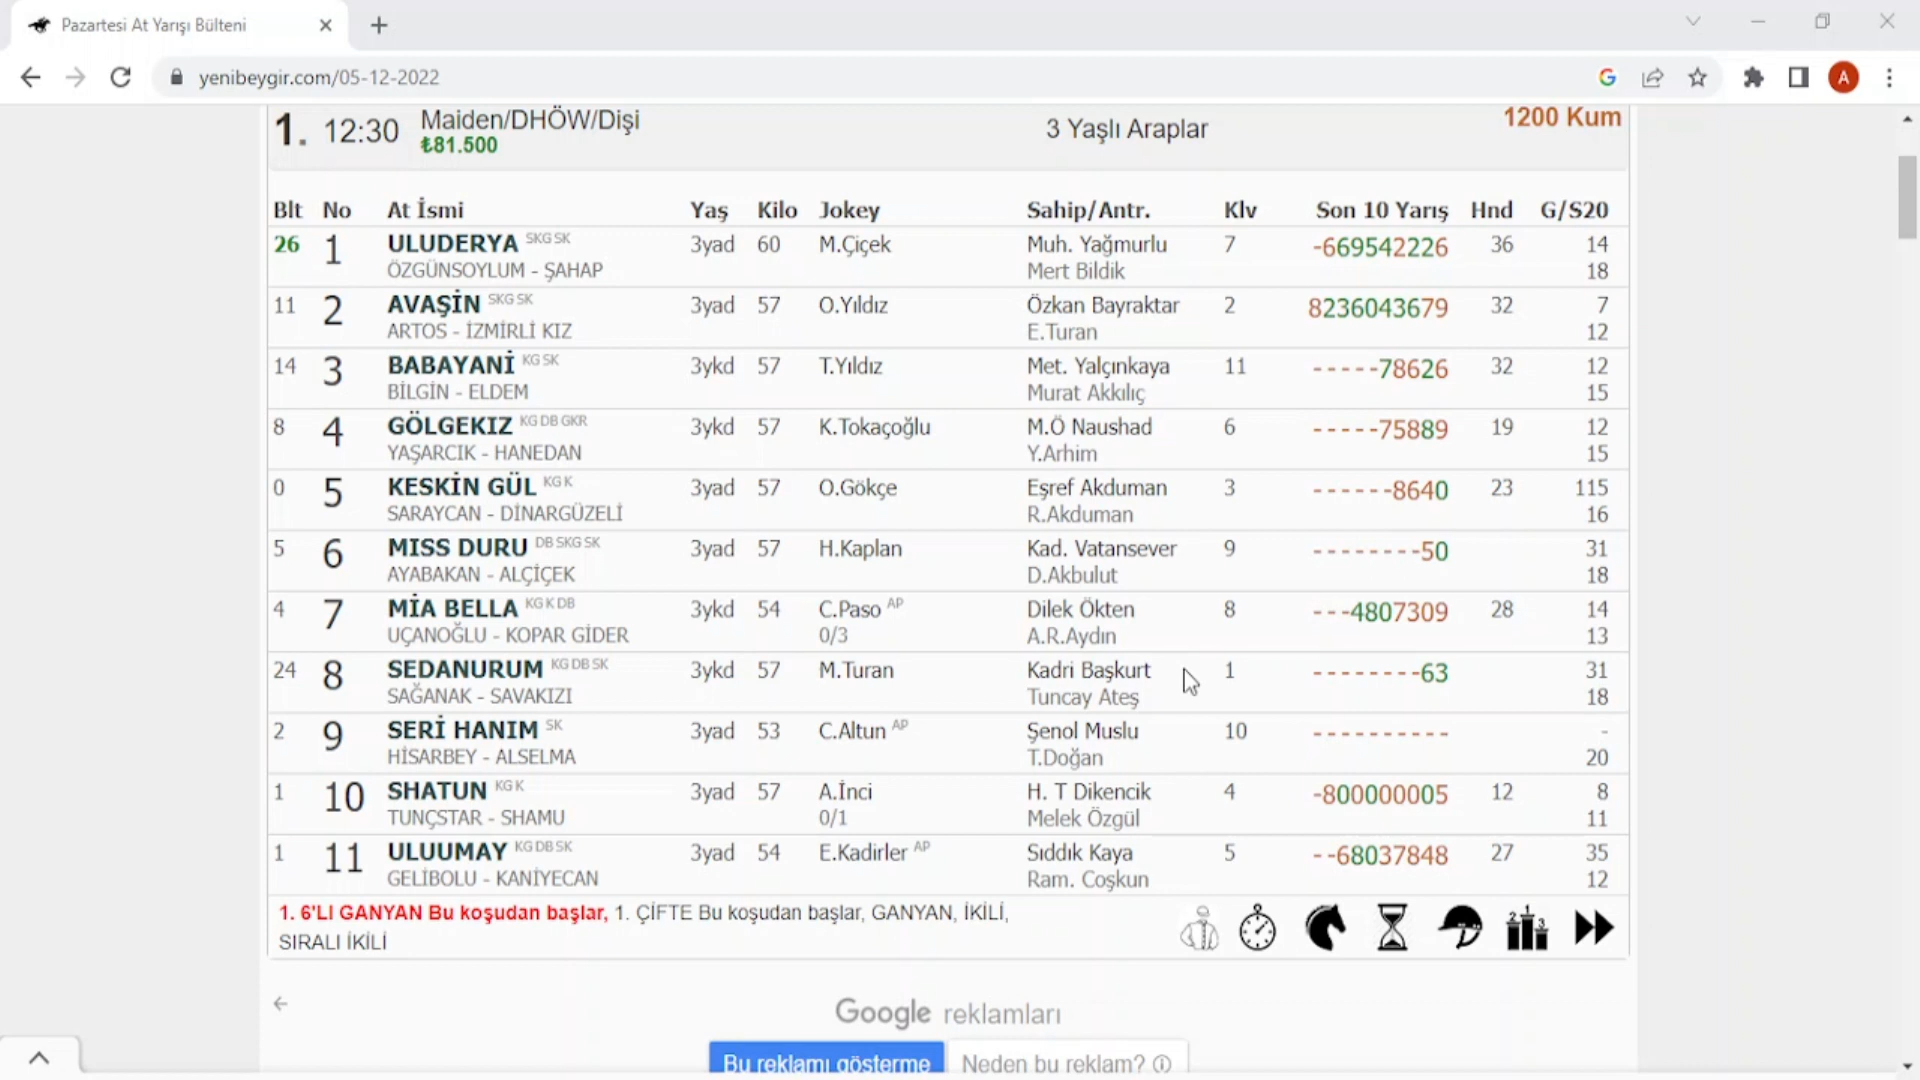 Pazartesi At Yarışı Bülteni
yenibeygir.com/05-12-2022
A
1. 12:30 Maiden/DHÖW/Dişi 3 Yaşlı Araplar 1200 Kum
₺81.500
Blt No At İsmi Yaş Kilo Jokey Sahip/Antr. Klv Son 10 Yarış Hnd G/S20
26 1 ULUDERYA SKG SK 3yad 60 M.Çiçek Muh. Yağmurlu 7 -669542226 36 14
ÖZGÜNSOYLUM - ŞAHAP Mert Bildik 18
11 2 AVAŞİN SKG SK 3yad 57 O.Yıldız Özkan Bayraktar 2 8236043679 32 7
ARTOS - İZMİRLİ KIZ E.Turan 12
14 3 BABAYANİ KG SK 3ykd 57 T.Yıldız Met. Yalçınkaya 11 -----78626 32 12
BİLGİN - ELDEM Murat Akkılıç 15
8 4 GÖLGEKIZ KG DB GKR 3ykd 57 K.Tokaçoğlu M.Ö Naushad 6 -----75889 19 12
YAŞARCIK - HANEDAN Y.Arhim 15
0 5 KESKİN GÜL KG K 3yad 57 O.Gökçe Eşref Akduman 3 ------8640 23 115
SARAYCAN - DİNARGÜZELİ R.Akduman 16
5 6 MISS DURU DB SKG SK 3yad 57 H.Kaplan Kad. Vatansever 9 --------50 31
AYABAKAN - ALÇİÇEK D.Akbulut 18
4 7 MİA BELLA KG K DB 3ykd 54 C.Paso AP Dilek Ökten 8 ---4807309 28 14
UÇANOĞLU - KOPAR GİDER 0/3 A.R.Aydın 13
24 8 SEDANURUM KG DB SK 3ykd 57 M.Turan Kadri Başkurt 1 --------63 31
SAĞANAK - SAVAKIZI Tuncay Ateş 18
2 9 SERİ HANIM SK 3yad 53 C.Altun AP Şenol Muslu 10 ---------- -
HİSARBEY - ALSELMA T.Doğan 20
1 10 SHATUN KG K 3yad 57 A.İnci H. T Dikencik 4 -800000005 12 8
TUNÇSTAR - SHAMU 0/1 Melek Özgül 11
1 11 ULUUMAY KG DB SK 3yad 54 E.Kadirler AP Sıddık Kaya 5 --68037848 27 35
GELİBOLU - KANİYECAN Ram. Coşkun 12
1. 6'LI GANYAN Bu koşudan başlar, 1. ÇİFTE Bu koşudan başlar, GANYAN, İKİLİ,
SIRALI İKİLİ
2 1 3
Google reklamları
Bu reklamı gösterme Neden bu reklam?